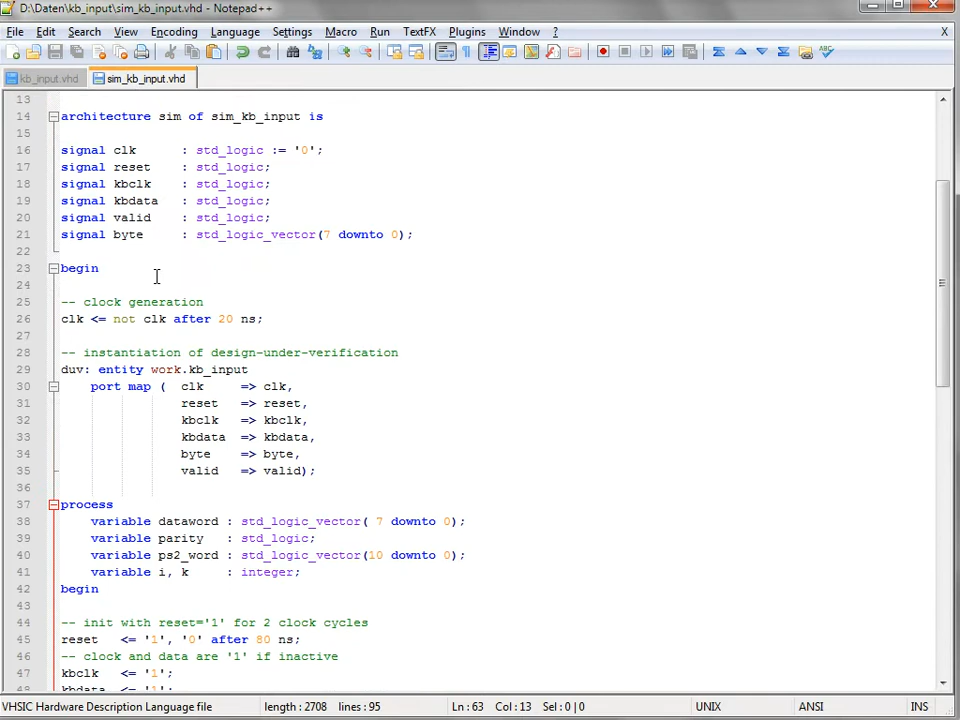 D:\Daten\kb_input\sim_kb_input.vhd - Notepad++
File Edit Search View Encoding Language Settings Macro Run TextFX Plugins Window ? X
kb_input.vhd sim_kb_input.vhd
13
14 architecture sim of sim_kb_input is
15
16 signal clk : std_logic := '0';
17 signal reset : std_logic;
18 signal kbclk : std_logic;
19 signal kbdata : std_logic;
20 signal valid : std_logic;
21 signal byte : std_logic_vector(7 downto 0);
22
23 begin
24
25 -- clock generation
26 clk <= not clk after 20 ns;
27
28 -- instantiation of design-under-verification
29 duv: entity work.kb_input
30 port map ( clk => clk,
31 reset => reset,
32 kbclk => kbclk,
33 kbdata => kbdata,
34 byte => byte,
35 valid => valid);
36
37 process
38 variable dataword : std_logic_vector( 7 downto 0);
39 variable parity : std_logic;
40 variable ps2_word : std_logic_vector(10 downto 0);
41 variable i, k : integer;
42 begin
43
44 -- init with reset='1' for 2 clock cycles
45 reset <= '1', '0' after 80 ns;
46 -- clock and data are '1' if inactive
47 kbclk <= '1';
48 kbdata <= '1';
VHSIC Hardware Description Language file length : 2708 lines : 95 Ln : 63 Col : 13 Sel : 0 | 0 UNIX ANSI INS